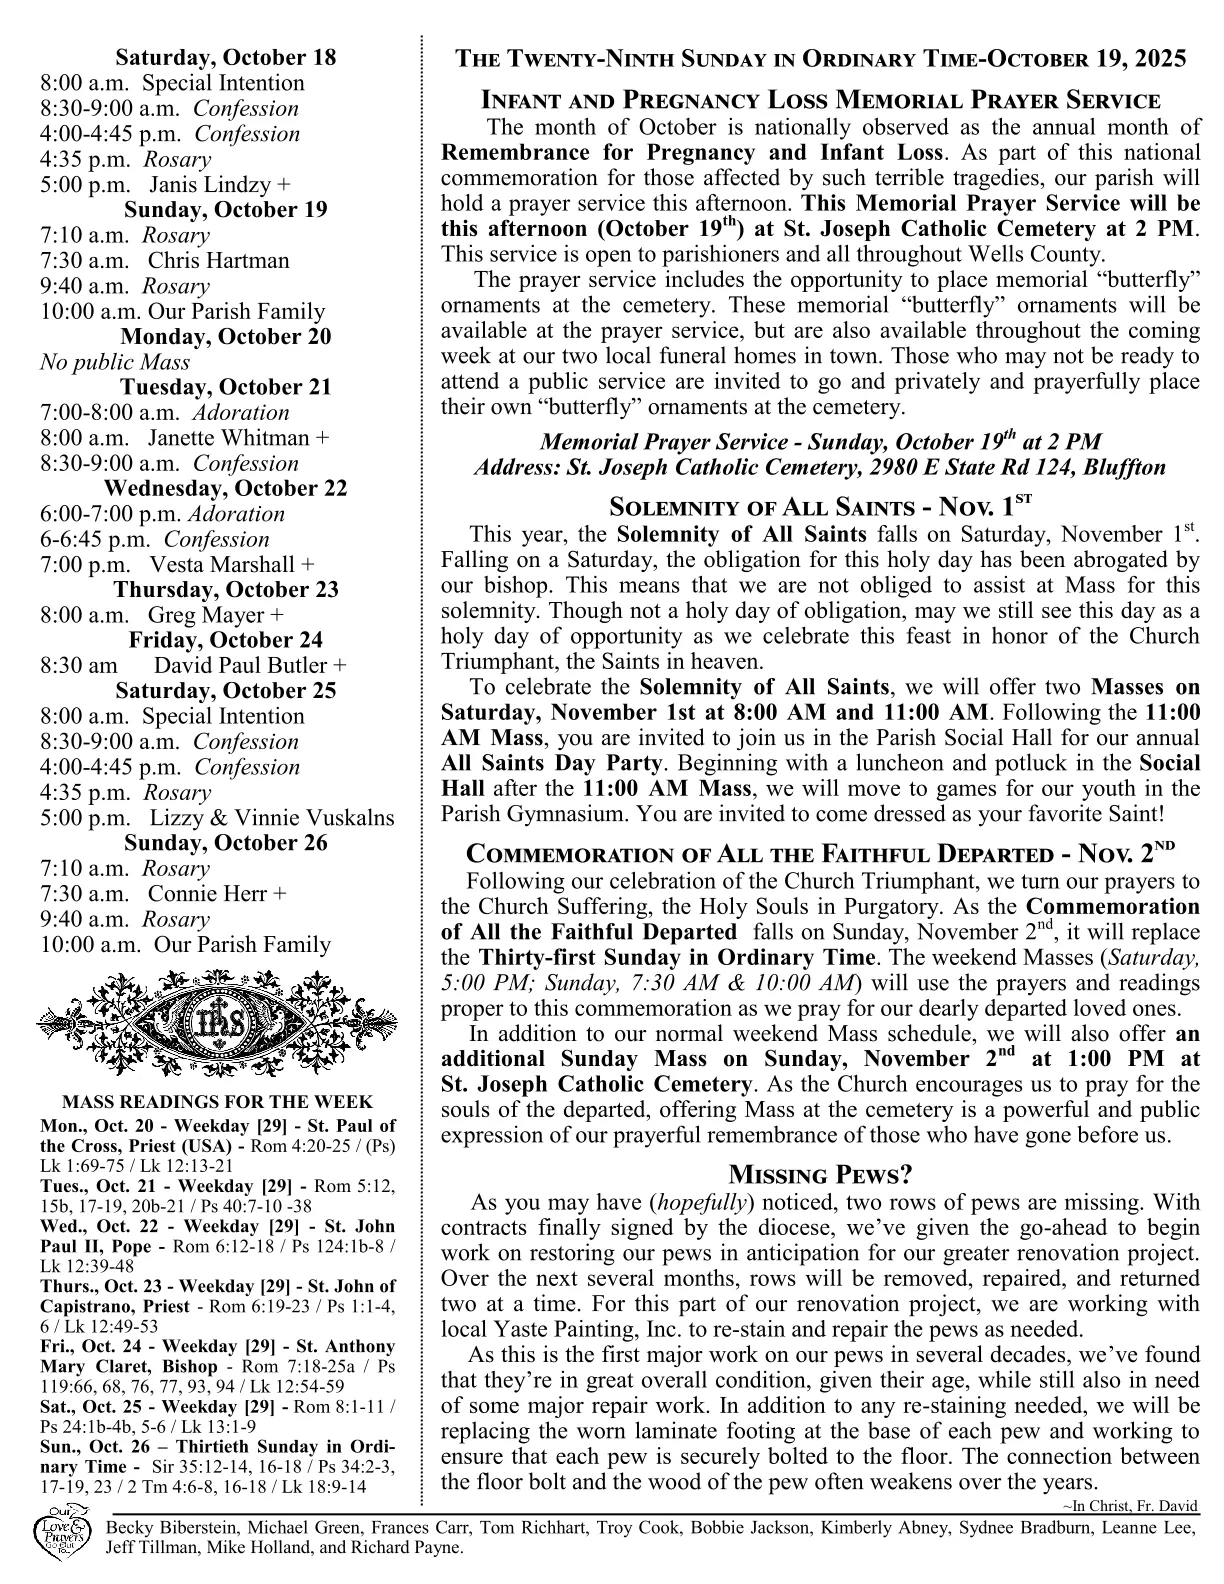 Saturday, October 18
8:00 a.m. Special Intention
8:30-9:00 a.m. Confession
4:00-4:45 p.m. Confession
4:35 p.m. Rosary
5:00 p.m. Janis Lindzy +
Sunday, October 19
7:10 a.m. Rosary
7:30 a.m. Chris Hartman
9:40 a.m. Rosary
10:00 a.m. Our Parish Family
Monday, October 20
No public Mass
Tuesday, October 21
7:00-8:00 a.m. Adoration
8:00 a.m. Janette Whitman +
8:30-9:00 a.m. Confession
Wednesday, October 22
6:00-7:00 p.m. Adoration
6-6:45 p.m. Confession
7:00 p.m. Vesta Marshall +
Thursday, October 23
8:00 a.m. Greg Mayer +
Friday, October 24
8:30 am David Paul Butler +
Saturday, October 25
8:00 a.m. Special Intention
8:30-9:00 a.m. Confession
4:00-4:45 p.m. Confession
4:35 p.m. Rosary
5:00 p.m. Lizzy & Vinnie Vuskalns
Sunday, October 26
7:10 a.m. Rosary
7:30 a.m. Connie Herr +
9:40 a.m. Rosary
10:00 a.m. Our Parish Family
IHS
MASS READINGS FOR THE WEEK
Mon., Oct. 20 - Weekday [29] - St. Paul of
the Cross, Priest (USA) - Rom 4:20-25 / (Ps)
Lk 1:69-75 / Lk 12:13-21
Tues., Oct. 21 - Weekday [29] - Rom 5:12,
15b, 17-19, 20b-21 / Ps 40:7-10 -38
Wed., Oct. 22 - Weekday [29] - St. John
Paul II, Pope - Rom 6:12-18 / Ps 124:1b-8 /
Lk 12:39-48
Thurs., Oct. 23 - Weekday [29] - St. John of
Capistrano, Priest - Rom 6:19-23 / Ps 1:1-4,
6 / Lk 12:49-53
Fri., Oct. 24 - Weekday [29] - St. Anthony
Mary Claret, Bishop - Rom 7:18-25a / Ps
119:66, 68, 76, 77, 93, 94 / Lk 12:54-59
Sat., Oct. 25 - Weekday [29] - Rom 8:1-11 /
Ps 24:1b-4b, 5-6 / Lk 13:1-9
Sun., Oct. 26 – Thirtieth Sunday in Ordi-
nary Time - Sir 35:12-14, 16-18 / Ps 34:2-3,
17-19, 23 / 2 Tm 4:6-8, 16-18 / Lk 18:9-14
The Twenty-Ninth Sunday in Ordinary Time-October 19, 2025
Infant and Pregnancy Loss Memorial Prayer Service
The month of October is nationally observed as the annual month of
Remembrance for Pregnancy and Infant Loss. As part of this national
commemoration for those affected by such terrible tragedies, our parish will
hold a prayer service this afternoon. This Memorial Prayer Service will be
this afternoon (October 19th) at St. Joseph Catholic Cemetery at 2 PM.
This service is open to parishioners and all throughout Wells County.
The prayer service includes the opportunity to place memorial “butterfly”
ornaments at the cemetery. These memorial “butterfly” ornaments will be
available at the prayer service, but are also available throughout the coming
week at our two local funeral homes in town. Those who may not be ready to
attend a public service are invited to go and privately and prayerfully place
their own “butterfly” ornaments at the cemetery.
Memorial Prayer Service - Sunday, October 19th at 2 PM
Address: St. Joseph Catholic Cemetery, 2980 E State Rd 124, Bluffton
Solemnity of All Saints - Nov. 1st
This year, the Solemnity of All Saints falls on Saturday, November 1st.
Falling on a Saturday, the obligation for this holy day has been abrogated by
our bishop. This means that we are not obliged to assist at Mass for this
solemnity. Though not a holy day of obligation, may we still see this day as a
holy day of opportunity as we celebrate this feast in honor of the Church
Triumphant, the Saints in heaven.
To celebrate the Solemnity of All Saints, we will offer two Masses on
Saturday, November 1st at 8:00 AM and 11:00 AM. Following the 11:00
AM Mass, you are invited to join us in the Parish Social Hall for our annual
All Saints Day Party. Beginning with a luncheon and potluck in the Social
Hall after the 11:00 AM Mass, we will move to games for our youth in the
Parish Gymnasium. You are invited to come dressed as your favorite Saint!
Commemoration of All the Faithful Departed - Nov. 2nd
Following our celebration of the Church Triumphant, we turn our prayers to
the Church Suffering, the Holy Souls in Purgatory. As the Commemoration
of All the Faithful Departed falls on Sunday, November 2nd, it will replace
the Thirty-first Sunday in Ordinary Time. The weekend Masses (Saturday,
5:00 PM; Sunday, 7:30 AM & 10:00 AM) will use the prayers and readings
proper to this commemoration as we pray for our dearly departed loved ones.
In addition to our normal weekend Mass schedule, we will also offer an
additional Sunday Mass on Sunday, November 2nd at 1:00 PM at
St. Joseph Catholic Cemetery. As the Church encourages us to pray for the
souls of the departed, offering Mass at the cemetery is a powerful and public
expression of our prayerful remembrance of those who have gone before us.
Missing Pews?
As you may have (hopefully) noticed, two rows of pews are missing. With
contracts finally signed by the diocese, we’ve given the go-ahead to begin
work on restoring our pews in anticipation for our greater renovation project.
Over the next several months, rows will be removed, repaired, and returned
two at a time. For this part of our renovation project, we are working with
local Yaste Painting, Inc. to re-stain and repair the pews as needed.
As this is the first major work on our pews in several decades, we’ve found
that they’re in great overall condition, given their age, while still also in need
of some major repair work. In addition to any re-staining needed, we will be
replacing the worn laminate footing at the base of each pew and working to
ensure that each pew is securely bolted to the floor. The connection between
the floor bolt and the wood of the pew often weakens over the years.
~In Christ, Fr. David
Our
Love &
Prayers
Go Out
To...
Becky Biberstein, Michael Green, Frances Carr, Tom Richhart, Troy Cook, Bobbie Jackson, Kimberly Abney, Sydnee Bradburn, Leanne Lee,
Jeff Tillman, Mike Holland, and Richard Payne.